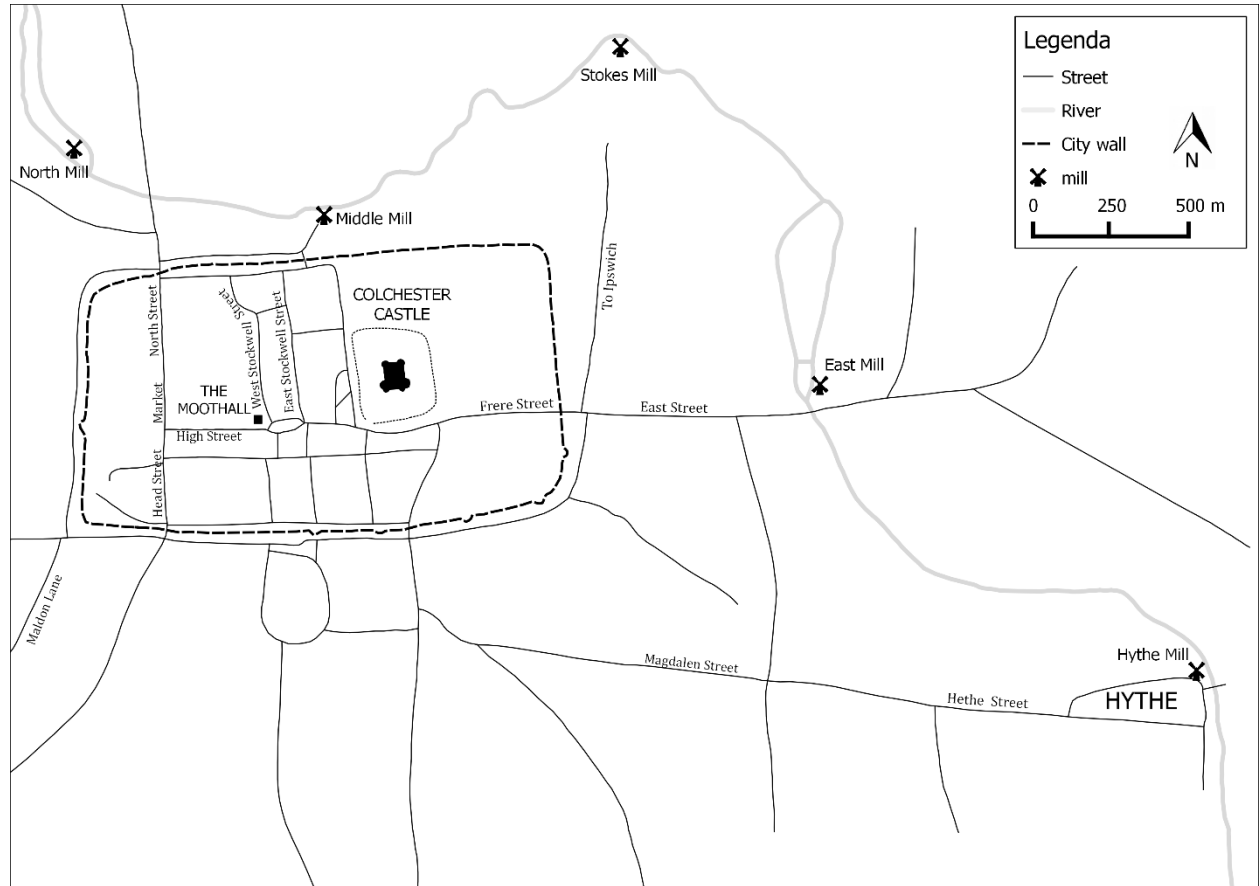 Legenda
Street
River
City wall
mill
N
0 250 500 m
Stokes Mill
North Mill
Middle Mill
To Ipswich
COLCHESTER
CASTLE
North Street
West Stockwell Street
East Stockwell Street
THE
MOOTHALL
Market
High Street
Head Street
Frere Street
East Street
East Mill
Maldon Lane
Magdalen Street
Hethe Street
Hythe Mill
HYTHE